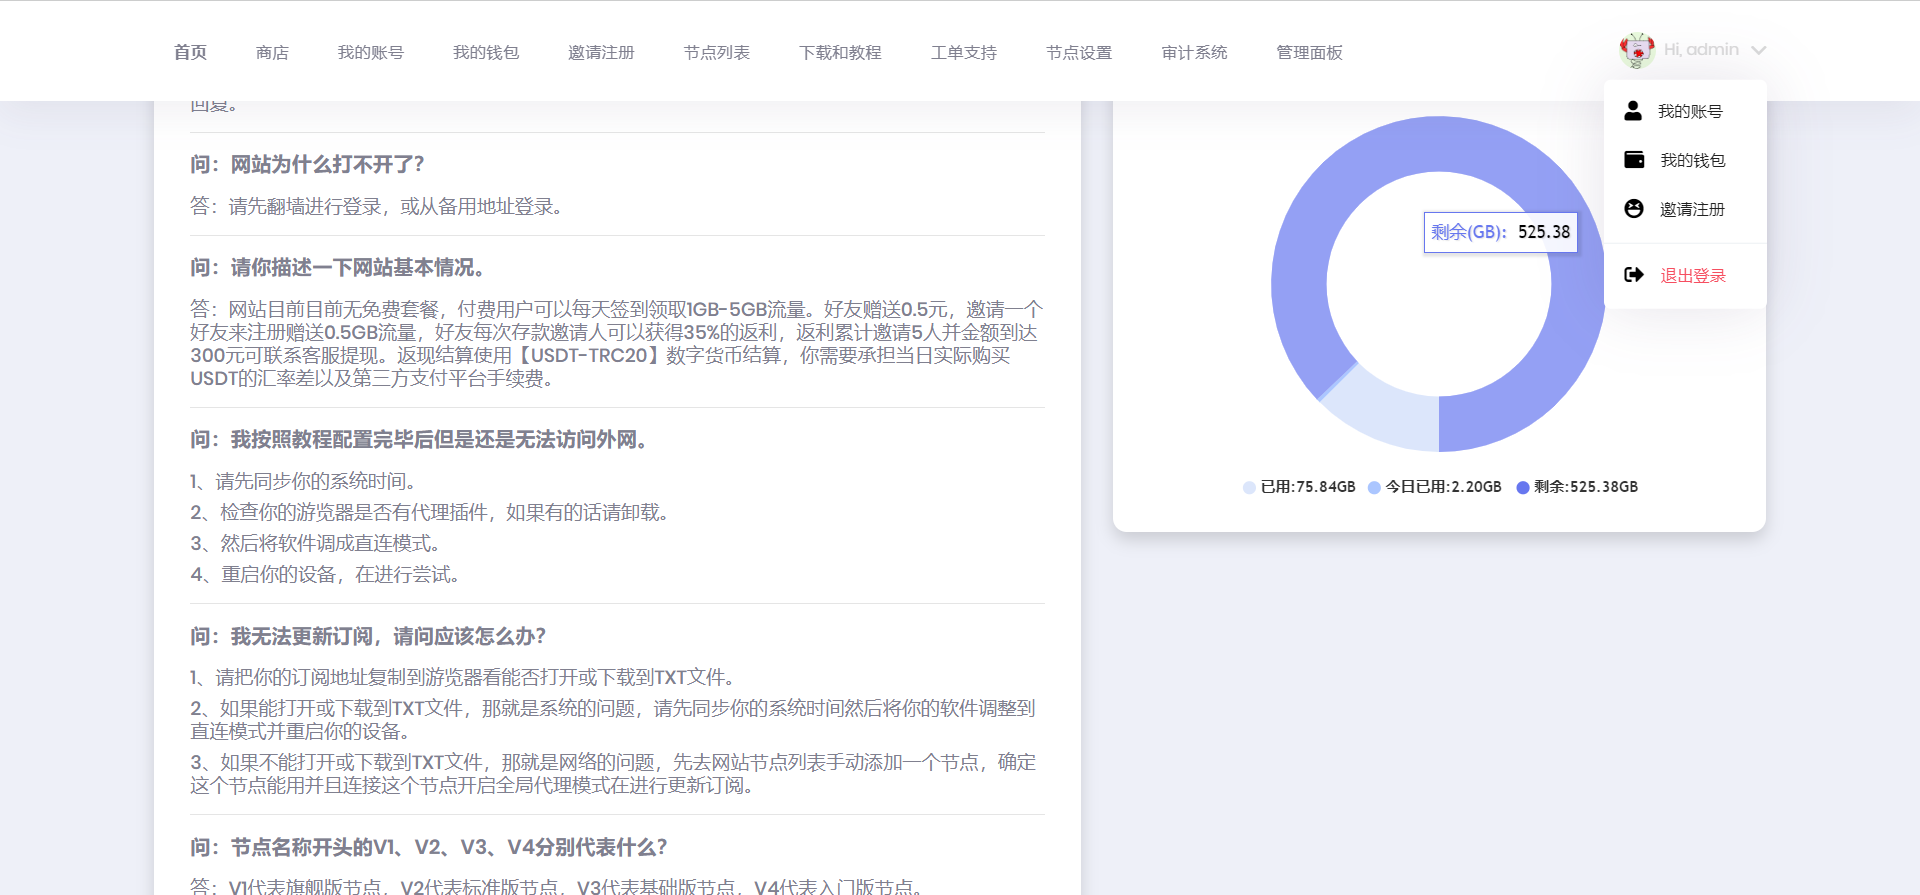 首页 商店 我的账号 我的钱包 邀请注册 节点列表 下载和教程 工单支持 节点设置 审计系统 管理面板 Hi, admin
我的账号
我的钱包
邀请注册
退出登录
回复。
问：网站为什么打不开了？
答：请先翻墙进行登录，或从备用地址登录。
问：请你描述一下网站基本情况。
答：网站目前目前无免费套餐，付费用户可以每天签到领取1GB-5GB流量。好友赠送0.5元，邀请一个
好友来注册赠送0.5GB流量，好友每次存款邀请人可以获得35%的返利，返利累计邀请5人并金额到达
300元可联系客服提现。返现结算使用【USDT-TRC20】数字货币结算，你需要承担当日实际购买
USDT的汇率差以及第三方支付平台手续费。
问：我按照教程配置完毕后但是还是无法访问外网。
1、请先同步你的系统时间。
2、检查你的游览器是否有代理插件，如果有的话请卸载。
3、然后将软件调成直连模式。
4、重启你的设备，在进行尝试。
问：我无法更新订阅，请问应该怎么办？
1、请把你的订阅地址复制到游览器看能否打开或下载到TXT文件。
2、如果能打开或下载到TXT文件，那就是系统的问题，请先同步你的系统时间然后将你的软件调整到
直连模式并重启你的设备。
3、如果不能打开或下载到TXT文件，那就是网络的问题，先去网站节点列表手动添加一个节点，确定
这个节点能用并且连接这个节点开启全局代理模式在进行更新订阅。
问：节点名称开头的V1、V2、V3、V4分别代表什么？
答：V1代表旗舰版节点，V2代表标准版节点，V3代表基础版节点，V4代表入门版节点。
剩余(GB)： 525.38
已用:75.84GB 今日已用:2.20GB 剩余:525.38GB